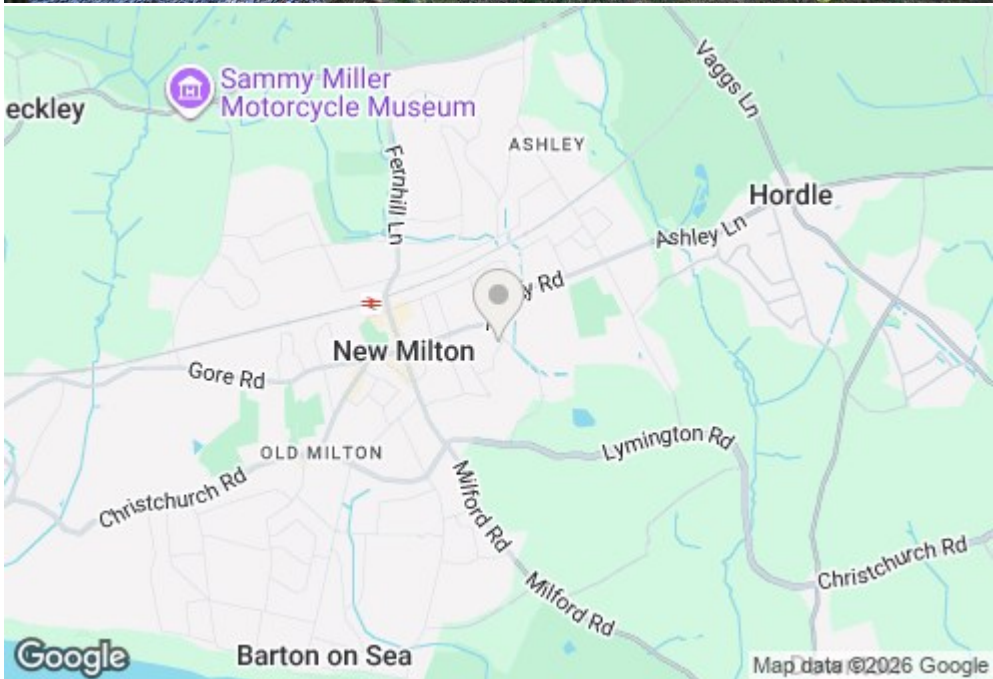 Sammy Miller
Motorcycle Museum
eckley
Vaggs Ln
ASHLEY
Fernhill Ln
Hordle
Ashley Ln
y Rd
New Milton
Gore Rd
OLD MILTON
Lymington Rd
Christchurch Rd
Milford Rd
Christchurch Rd
Milford Rd
Barton on Sea
Google
Map data ©2026 Google